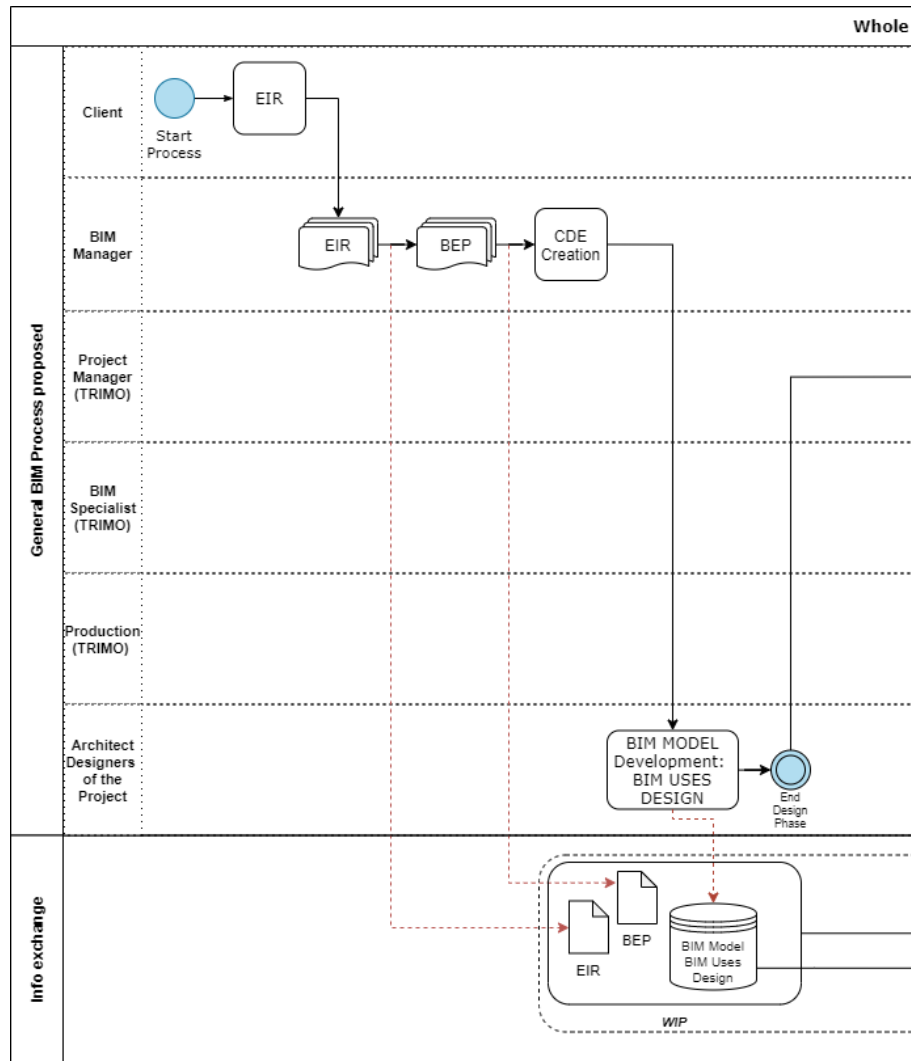 Whole
General BIM Process proposed
Client
Start
Process
EIR
BIM
Manager
EIR
BEP
CDE
Creation
Project
Manager
(TRIMO)
BIM
Specialist
(TRIMO)
Production
(TRIMO)
Architect
Designers
of the
Project
BIM MODEL
Development:
BIM USES
DESIGN
End
Design
Phase
Info exchange
EIR
BEP
BIM Model
BIM Uses
Design
WIP